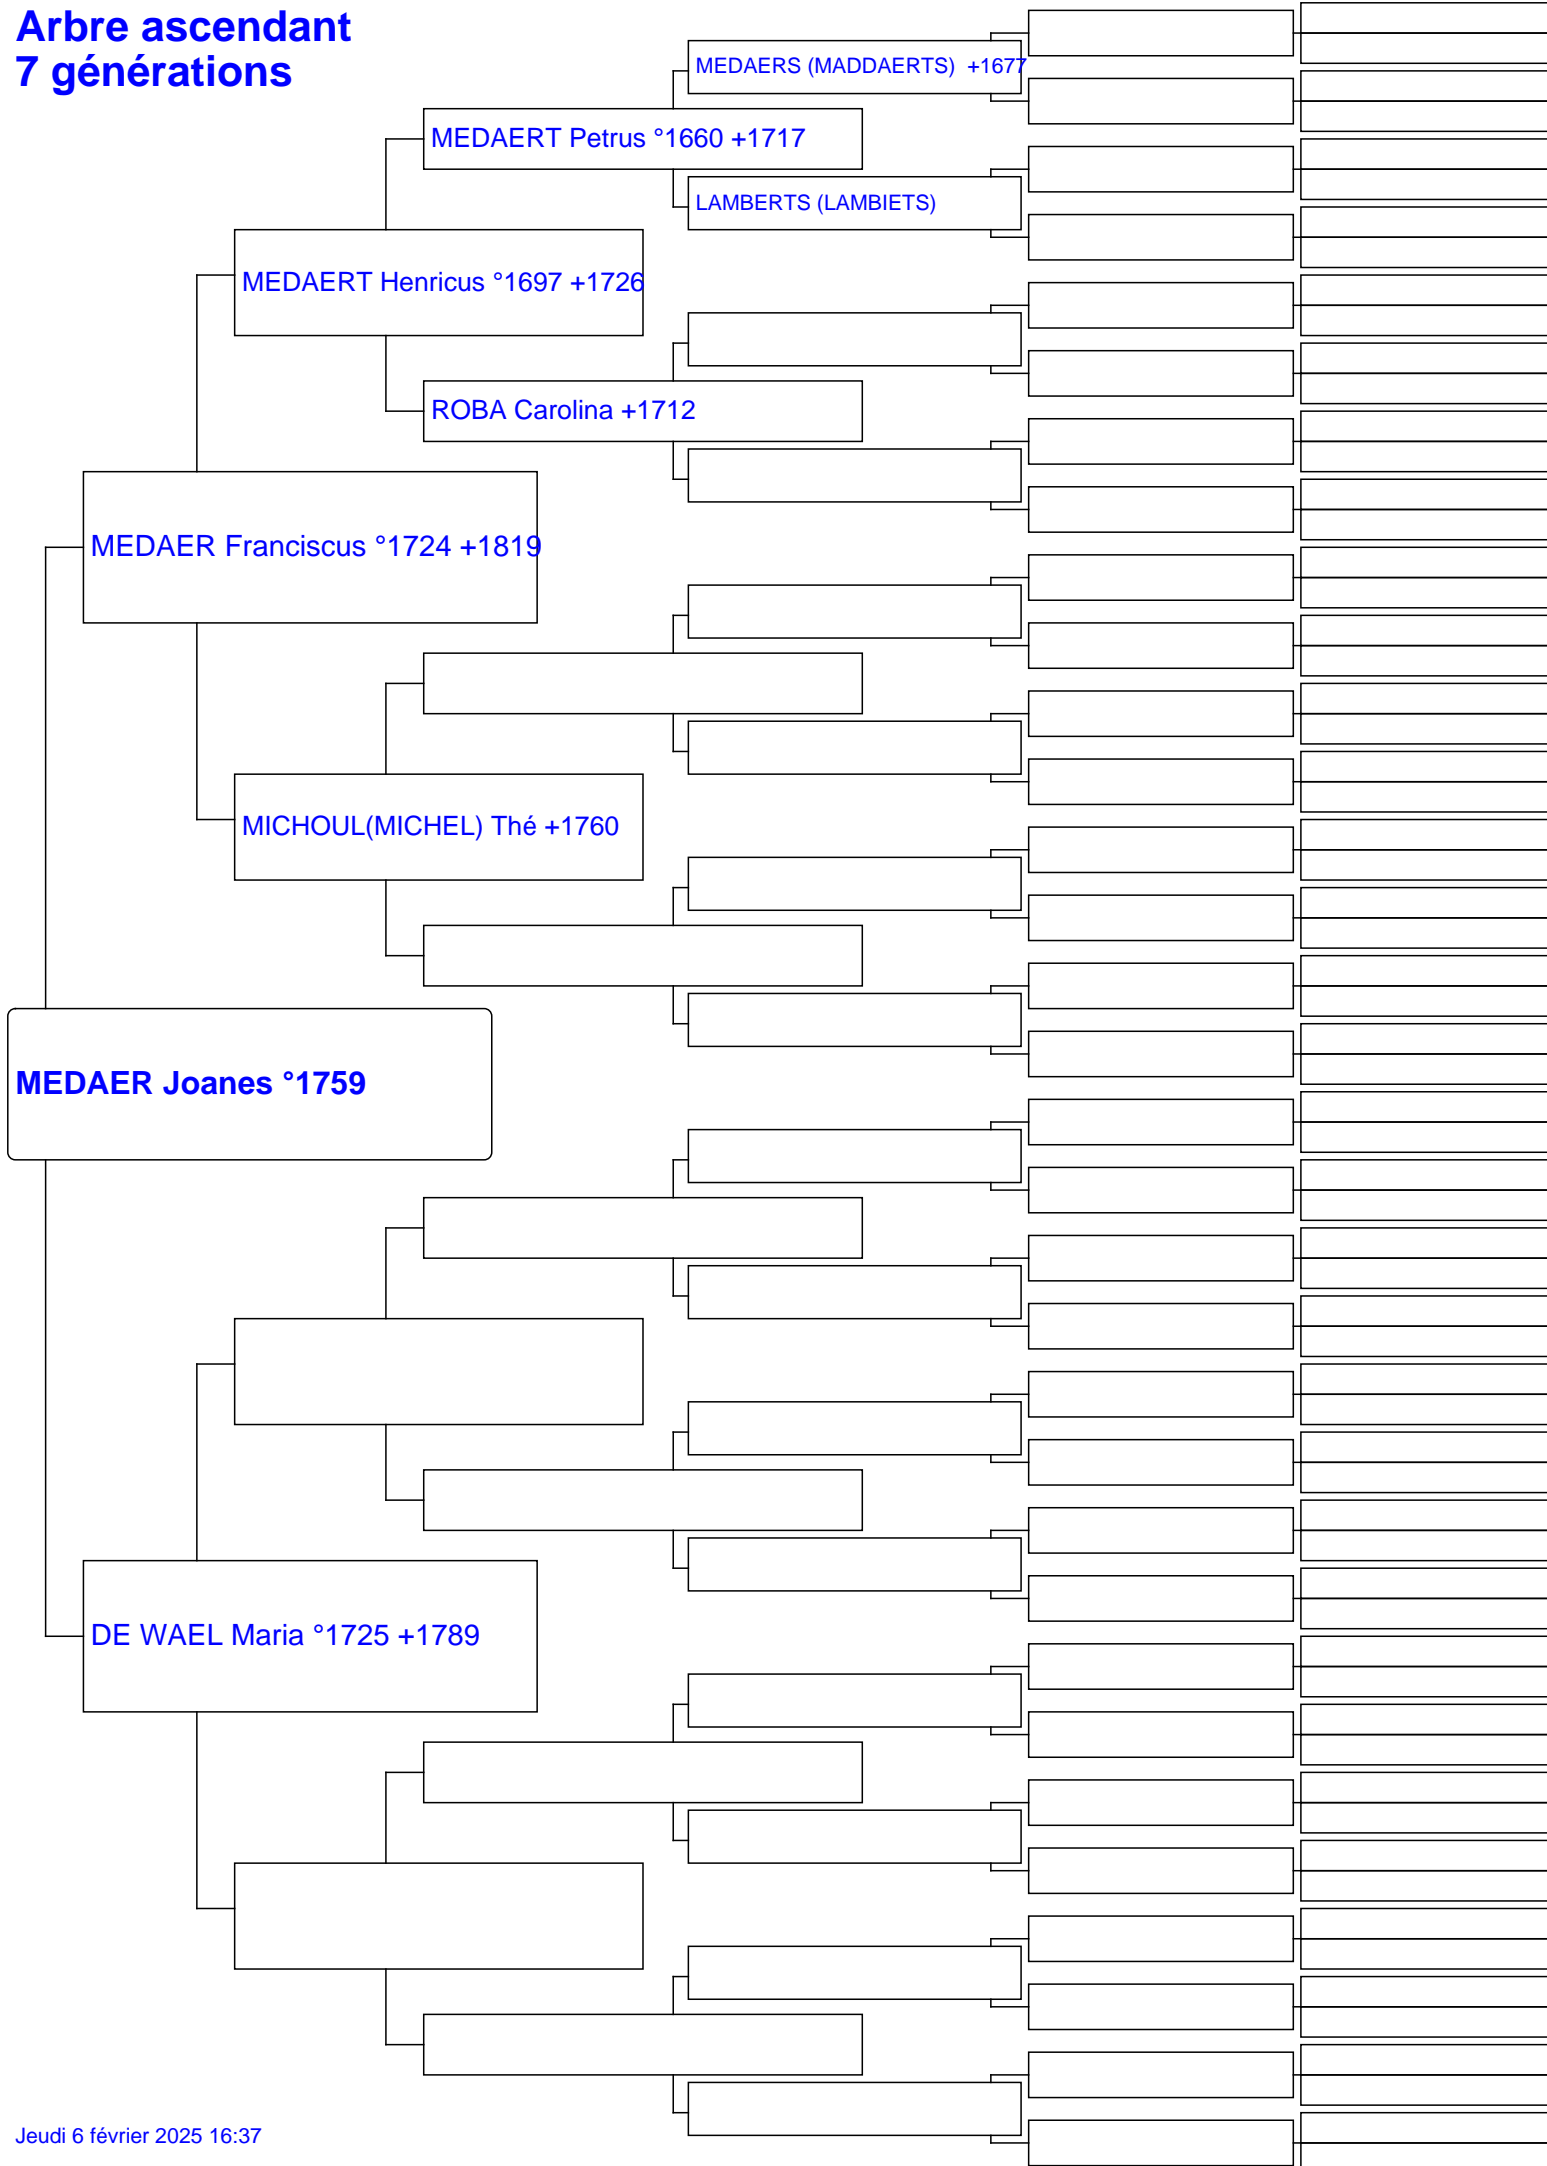 Arbre ascendant
7 générations
MEDAERS (MADDAERTS)  +1677
MEDAERT Petrus °1660 +1717
LAMBERTS (LAMBIETS)
MEDAERT Henricus °1697 +1726
ROBA Carolina +1712
MEDAER Franciscus °1724 +1819
MICHOUL(MICHEL) Thé +1760
MEDAER Joanes °1759
DE WAEL Maria °1725 +1789
Jeudi 6 février 2025 16:37